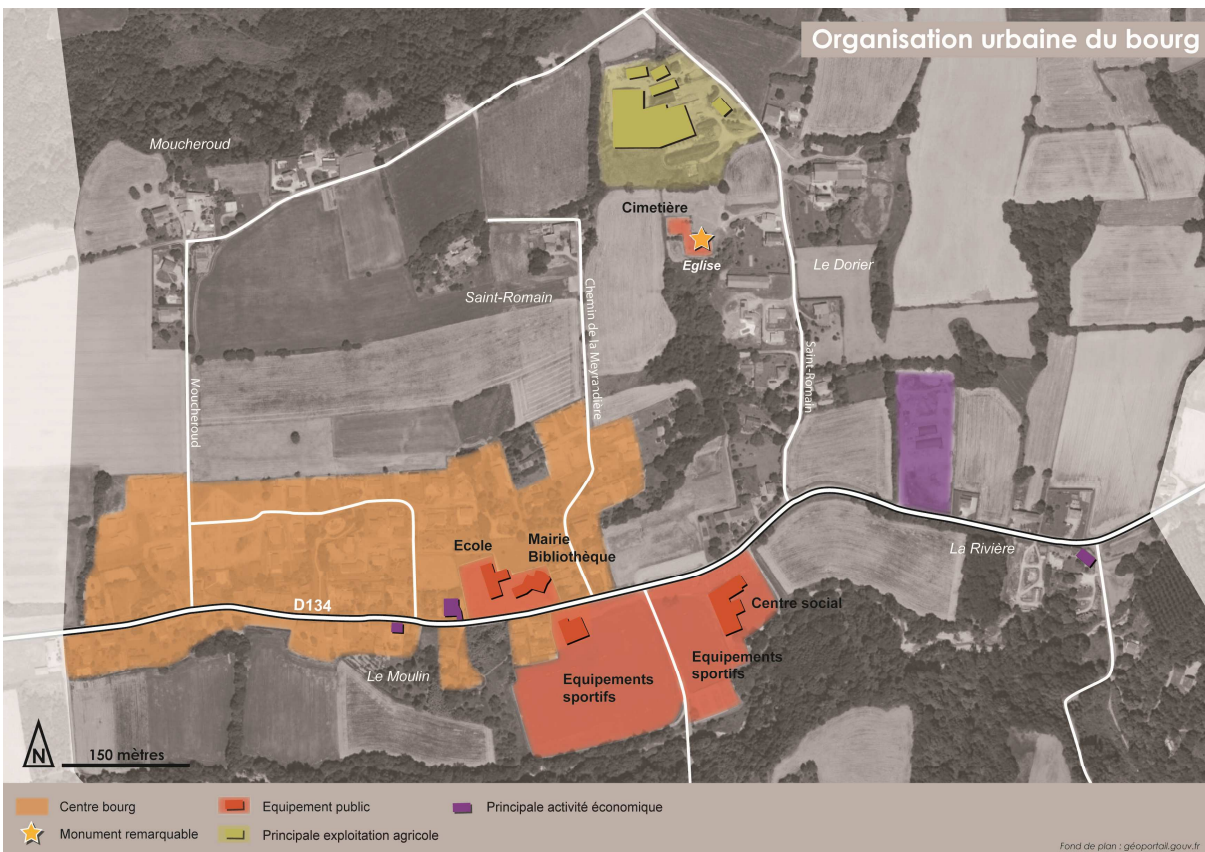 Organisation urbaine du bourg
Moucheroud
Cimetière
Eglise
Le Dorier
Saint-Romain
Chemin de la Meyrandière
Saint-Romain
Moucheroud
Ecole
Mairie
Bibliothèque
La Rivière
D134
Centre social
Le Moulin
Equipements
sportifs
Equipements
sportifs
N
150 mètres
Centre bourg
Equipement public
Principale activité économique
Monument remarquable
Principale exploitation agricole
Fond de plan : géoportail.gouv.fr